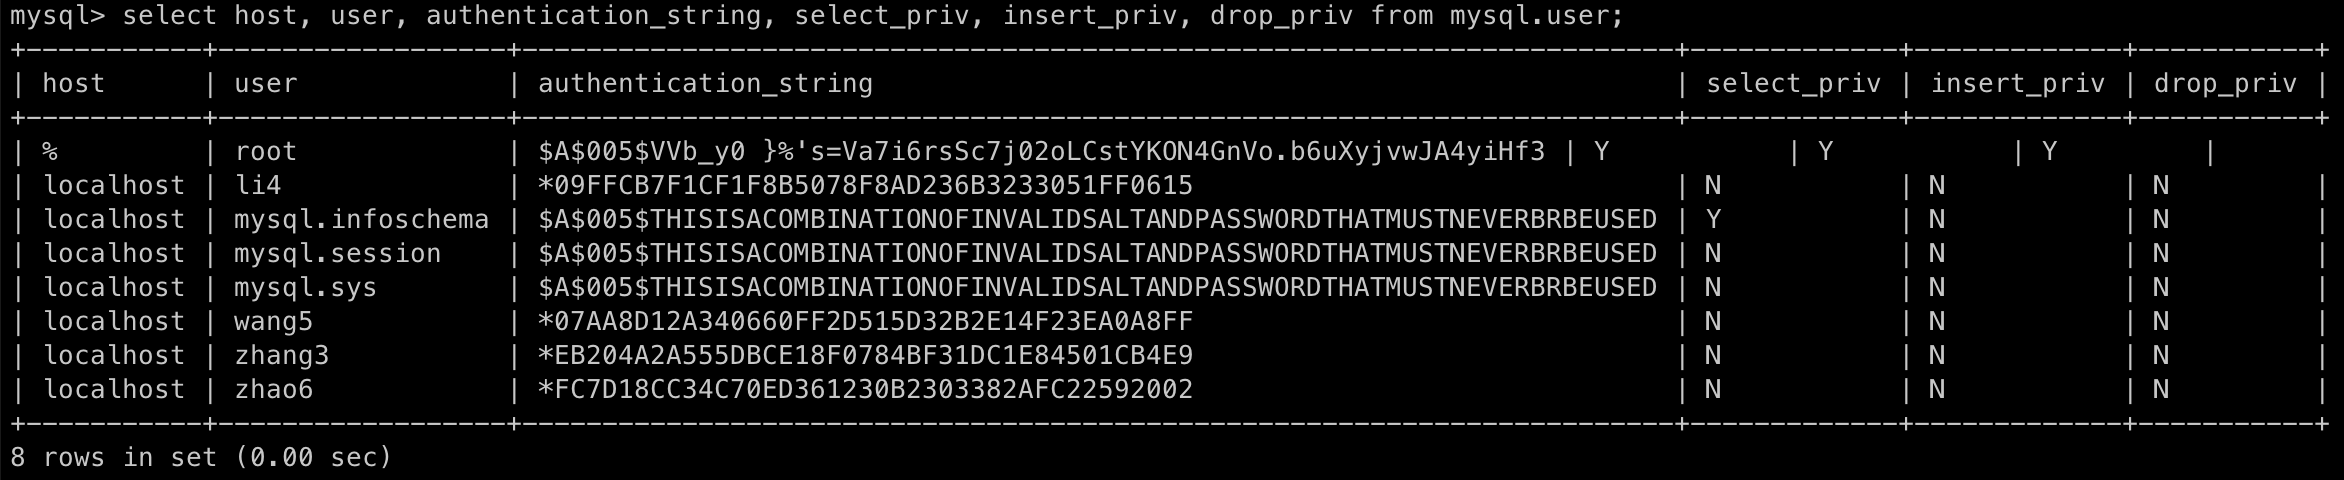 mysql> select host, user, authentication_string, select_priv, insert_priv, drop_priv from mysql.user;
+-----------+------------------+------------------------------------------------------------------------+-------------+-------------+-----------+
| host      | user             | authentication_string                                                  | select_priv | insert_priv | drop_priv |
+-----------+------------------+------------------------------------------------------------------------+-------------+-------------+-----------+
| %         | root             | $A$005$VVb_y0 }%'s=Va7i6rsSc7j02oLCstYKON4GnVo.b6uXyjvwJA4yiHf3 | Y           | Y           | Y         |
| localhost | li4              | *09FFCB7F1CF1F8B5078F8AD236B3233051FF0615                              | N           | N           | N         |
| localhost | mysql.infoschema | $A$005$THISISACOMBINATIONOFINVALIDSALTANDPASSWORDTHATMUSTNEVERBRBEUSED | Y           | N           | N         |
| localhost | mysql.session    | $A$005$THISISACOMBINATIONOFINVALIDSALTANDPASSWORDTHATMUSTNEVERBRBEUSED | N           | N           | N         |
| localhost | mysql.sys        | $A$005$THISISACOMBINATIONOFINVALIDSALTANDPASSWORDTHATMUSTNEVERBRBEUSED | N           | N           | N         |
| localhost | wang5            | *07AA8D12A340660FF2D515D32B2E14F23EA0A8FF                              | N           | N           | N         |
| localhost | zhang3           | *EB204A2A555DBCE18F0784BF31DC1E84501CB4E9                              | N           | N           | N         |
| localhost | zhao6            | *FC7D18CC34C70ED361230B2303382AFC22592002                              | N           | N           | N         |
+-----------+------------------+------------------------------------------------------------------------+-------------+-------------+-----------+
8 rows in set (0.00 sec)